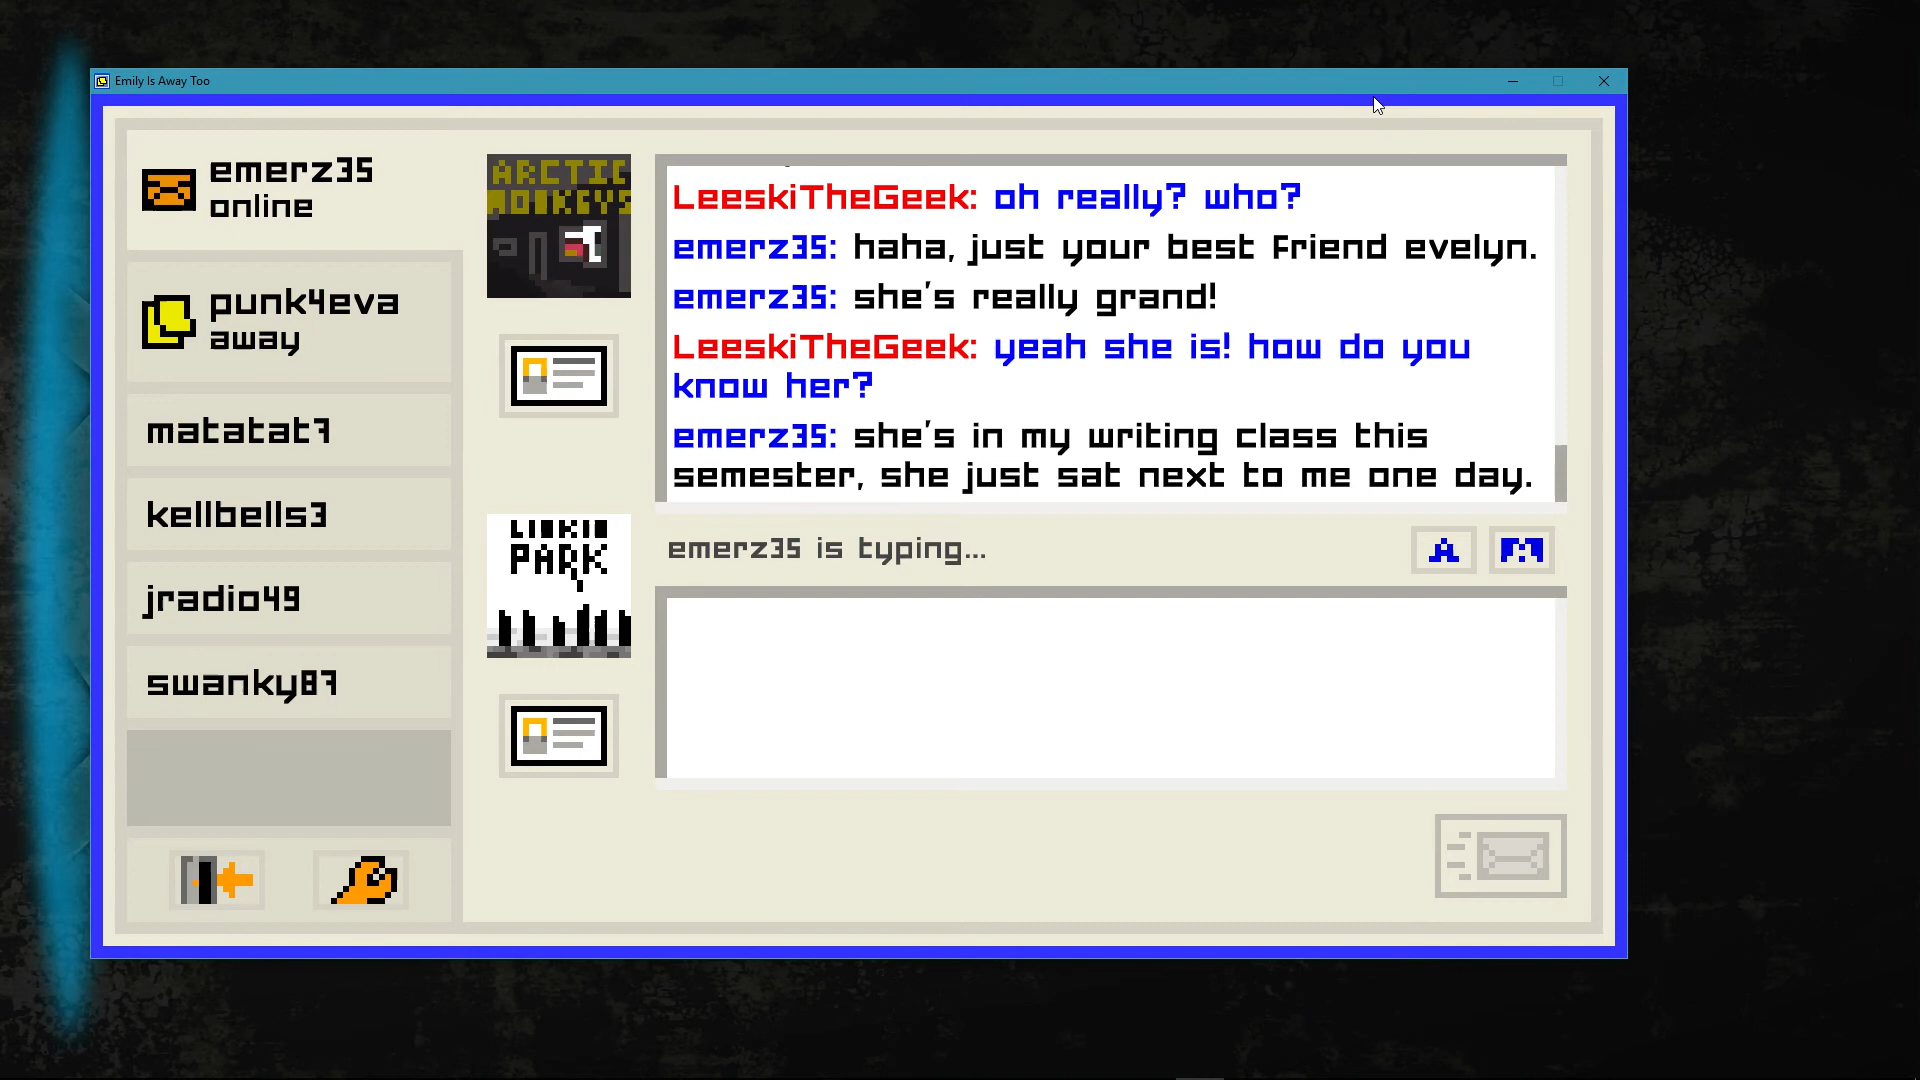 Emily Is Away Too
emerz35
online
punk4eva
away
matatat7
kellbells3
jradio49
swanky87
ARCTIC
MONKEYS
LINKIN
PARK
LeeskiTheGeek: oh really? who?
emerz35: haha, just your best friend evelyn.
emerz35: she's really grand!
LeeskiTheGeek: yeah she is! how do you
know her?
emerz35: she's in my writing class this
semester, she just sat next to me one day.
emerz35 is typing...
A